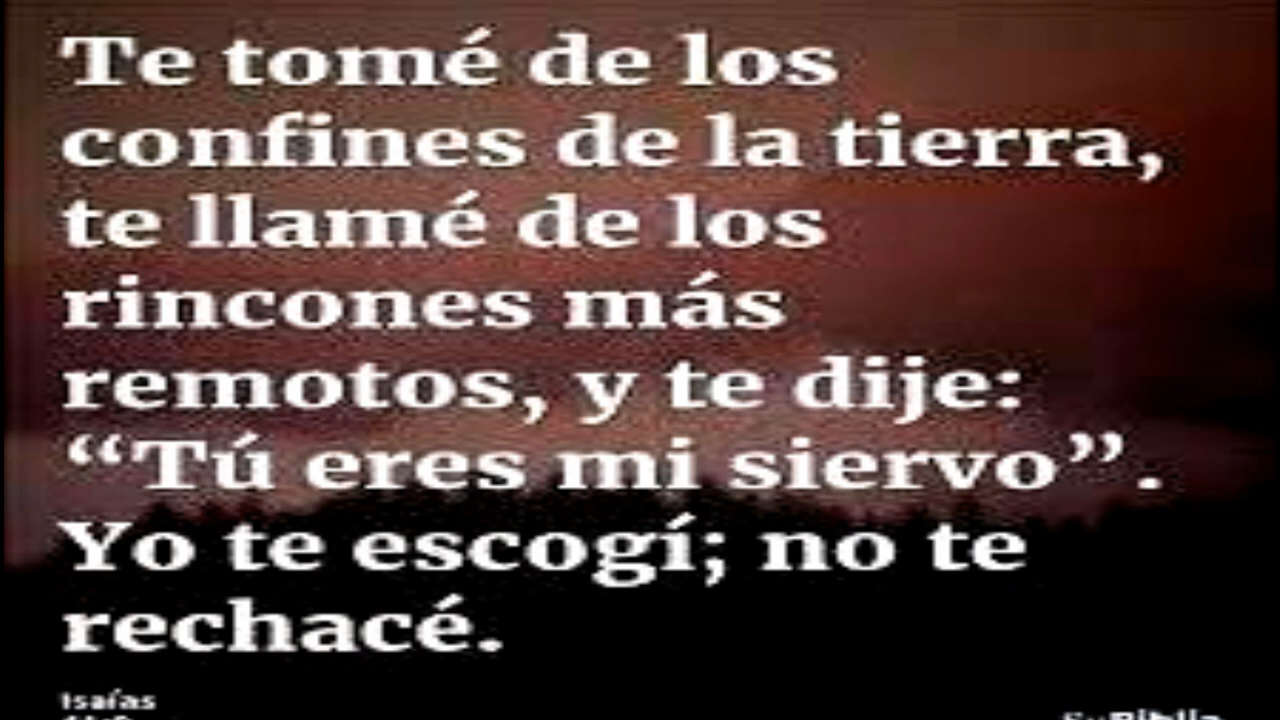 Te tomé de los
confines de la tierra,
te llamé de los
rincones más
remotos, y te dije:
“Tú eres mi siervo”.
Yo te escogí; no te
rechacé.
Isaías